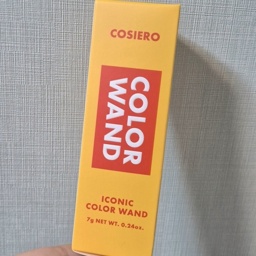 COSIERO
COLOR
WAND
ICONIC
COLOR WAND
7g NET WT. 0.24oz.